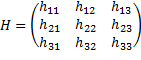 H = ( h11 h12 h13
h21 h22 h23
h31 h32 h33 )